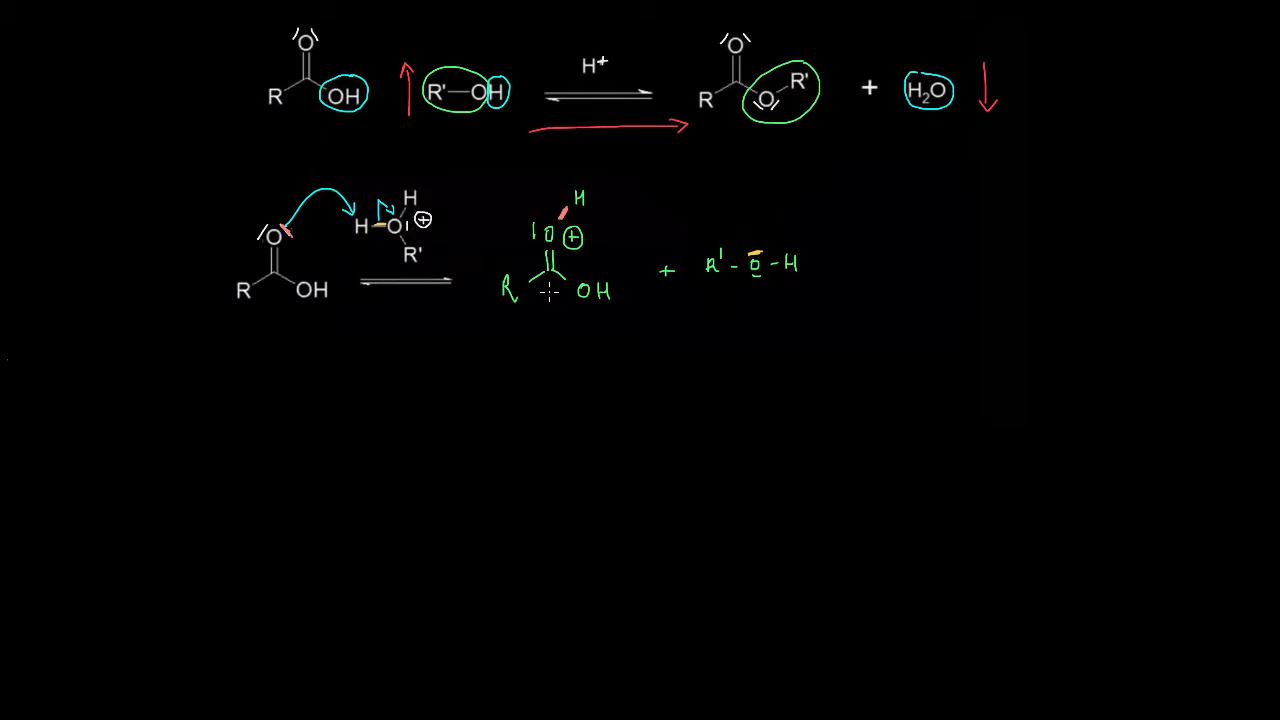 O O
R OH R'—OH H+ R O R' + H2O
H
H O + R'
O
R OH
H
O +
R OH + R' - O - H